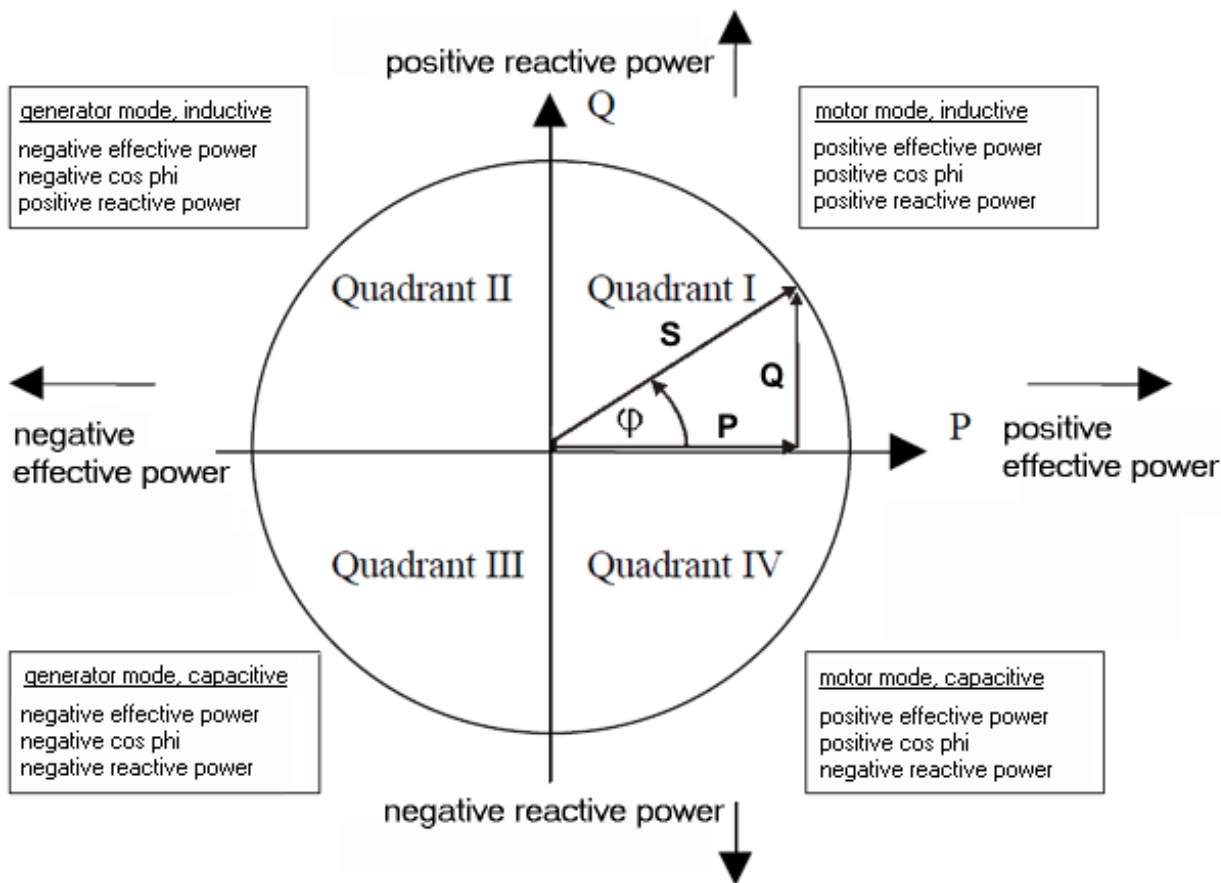 positive reactive power
Q
generator mode, inductive
negative effective power
negative cos phi
positive reactive power
motor mode, inductive
positive effective power
positive cos phi
positive reactive power
Quadrant II
Quadrant I
S
Q
φ
P
negative
effective power
P
positive
effective power
Quadrant III
Quadrant IV
generator mode, capacitive
negative effective power
negative cos phi
negative reactive power
motor mode, capacitive
positive effective power
positive cos phi
negative reactive power
negative reactive power